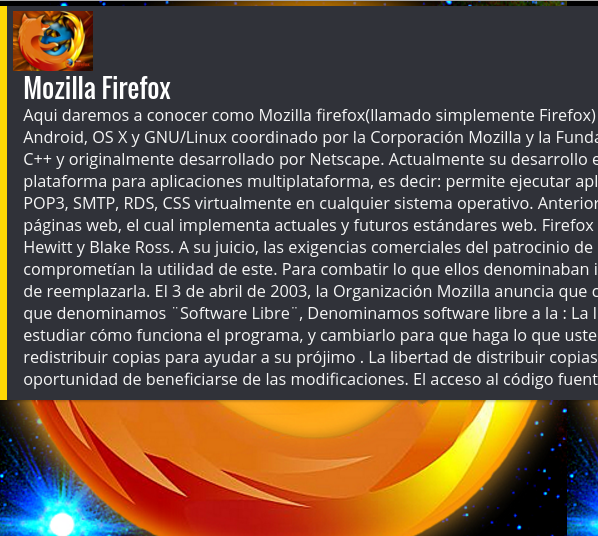 Mozilla Firefox
Aqui daremos a conocer como Mozilla firefox(llamado simplemente Firefox)
Android, OS X y GNU/Linux coordinado por la Corporación Mozilla y la Funda
C++ y originalmente desarrollado por Netscape. Actualmente su desarrollo e
plataforma para aplicaciones multiplataforma, es decir: permite ejecutar apl
POP3, SMTP, RDS, CSS virtualmente en cualquier sistema operativo. Anterior
páginas web, el cual implementa actuales y futuros estándares web. Firefox
Hewitt y Blake Ross. A su juicio, las exigencias comerciales del patrocinio de
comprometían la utilidad de este. Para combatir lo que ellos denominaban i
de reemplazarla. El 3 de abril de 2003, la Organización Mozilla anuncia que c
que denominamos ¨Software Libre¨, Denominamos software libre a la : La l
estudiar cómo funciona el programa, y cambiarlo para que haga lo que uste
redistribuir copias para ayudar a su prójimo . La libertad de distribuir copias
oportunidad de beneficiarse de las modificaciones. El acceso al código fuent